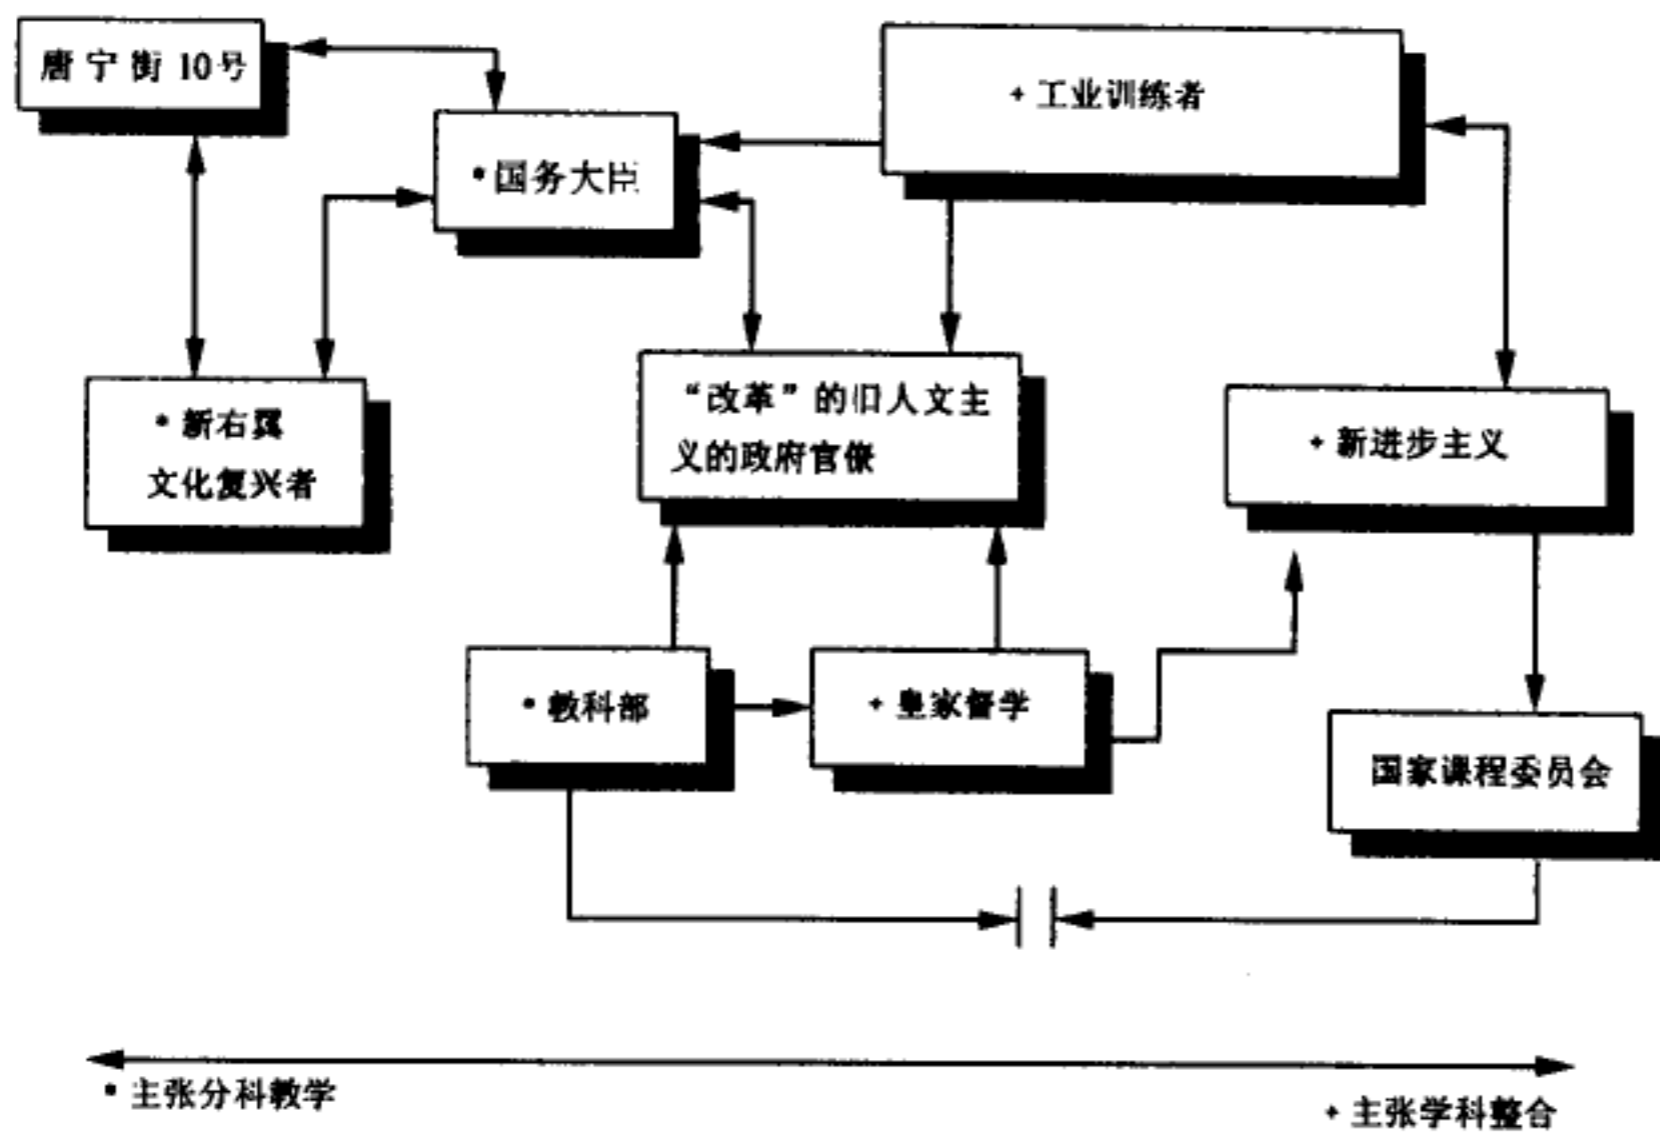 唐宁街10号
+ 工业训练者
• 国务大臣
• 新右翼
文化复兴者
“改革”的旧人文主
义的政府官僚
+ 新进步主义
• 教科部
+ 皇家督学
国家课程委员会
• 主张分科教学
+ 主张学科整合